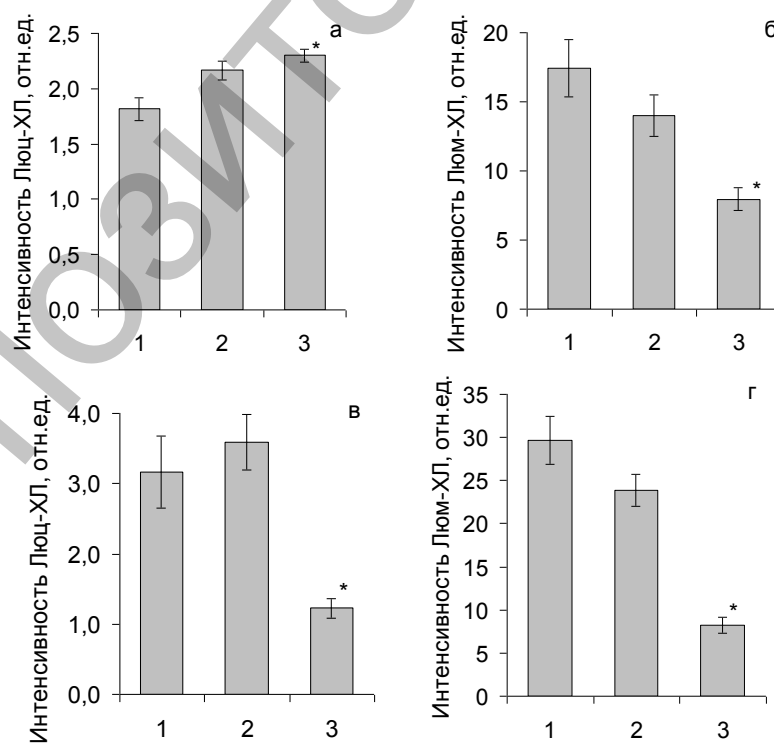 Интенсивность Люц-ХЛ, отн.ед.
а
2,5
2,0
1,5
1,0
0,5
0,0
*
1 2 3
Интенсивность Люм-ХЛ, отн.ед.
б
20
15
10
5
0
*
1 2 3
Интенсивность Люц-ХЛ, отн.ед.
в
4,0
3,0
2,0
1,0
0,0
*
1 2 3
Интенсивность Люм-ХЛ, отн.ед.
г
35
30
25
20
15
10
5
0
*
1 2 3